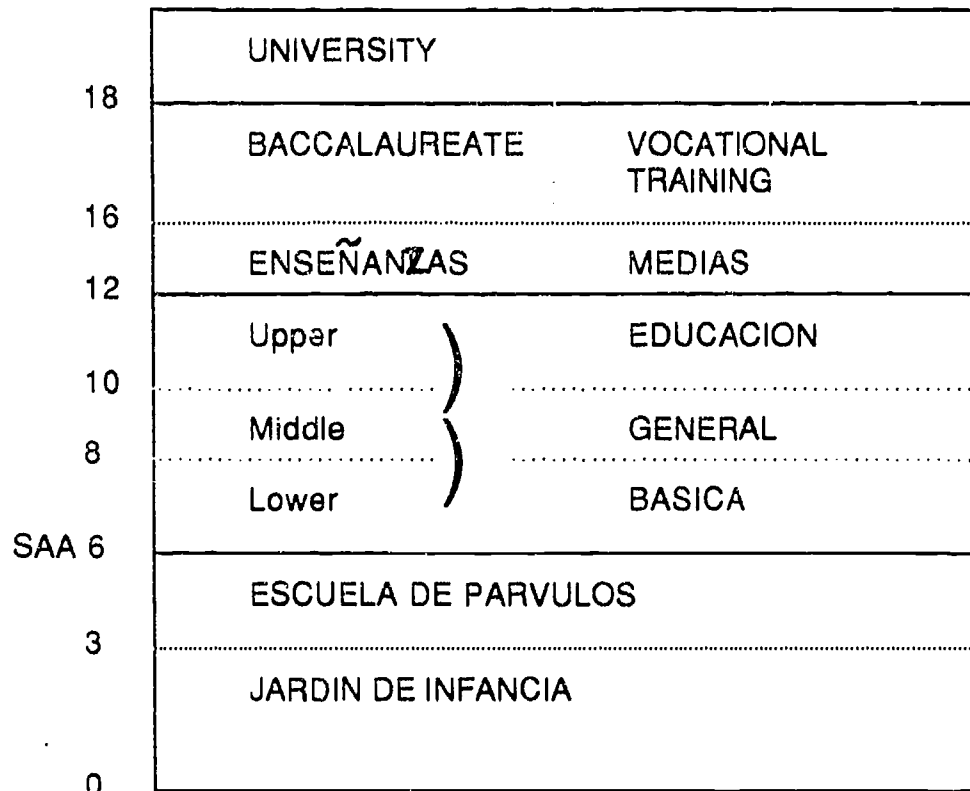 UNIVERSITY
18
BACCALAUREATE VOCATIONAL
TRAINING
16
ENSEÑANZAS MEDIAS
12
Upper EDUCACION
10
Middle GENERAL
8
Lower BASICA
SAA 6
ESCUELA DE PARVULOS
3
JARDIN DE INFANCIA
0